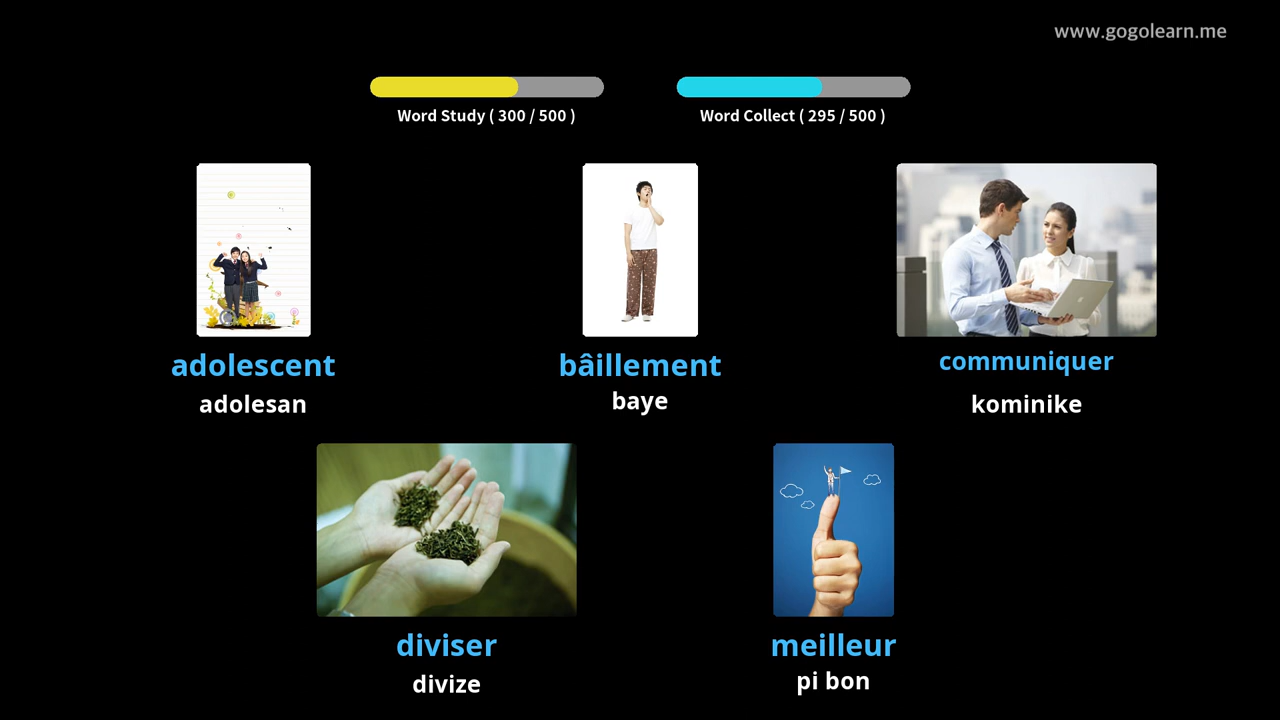 www.gogolearn.me
Word Study ( 300 / 500 )
Word Collect ( 295 / 500 )
adolescent
adolesan
bâillement
baye
communiquer
kominike
diviser
divize
meilleur
pi bon